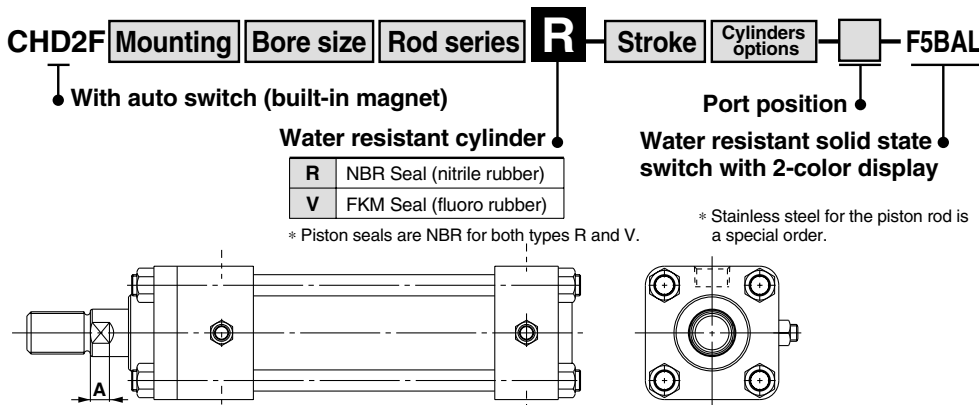 CHD2F Mounting Bore size Rod series R - Stroke Cylinders options - - F5BAL
With auto switch (built-in magnet)
Port position
Water resistant cylinder
Water resistant solid state
switch with 2-color display
R NBR Seal (nitrile rubber)
V FKM Seal (fluoro rubber)
* Piston seals are NBR for both types R and V.
* Stainless steel for the piston rod is
a special order.
A